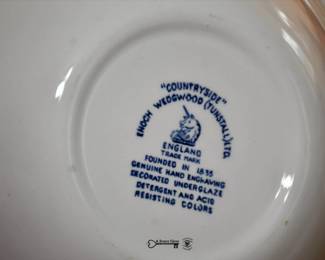 "COUNTRYSIDE"
ENOCH WEDGWOOD (TUNSTALL) LTD.
ENGLAND
TRADE MARK
FOUNDED IN 1835
GENUINE HAND ENGRAVING
DECORATED UNDERGLAZE
DETERGENT AND ACID
RESISTING COLORS